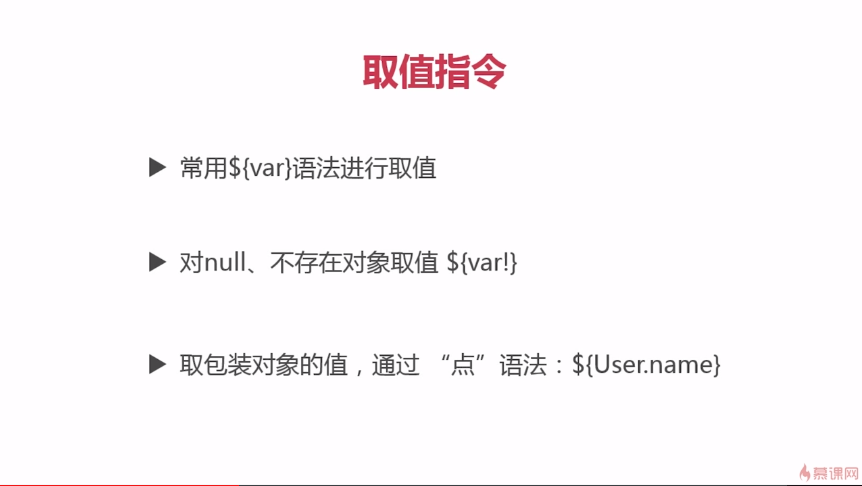 取值指令
▶ 常用${var}语法进行取值
▶ 对null、不存在对象取值 ${var!}
▶ 取包装对象的值，通过 “点”语法：${User.name}
慕课网